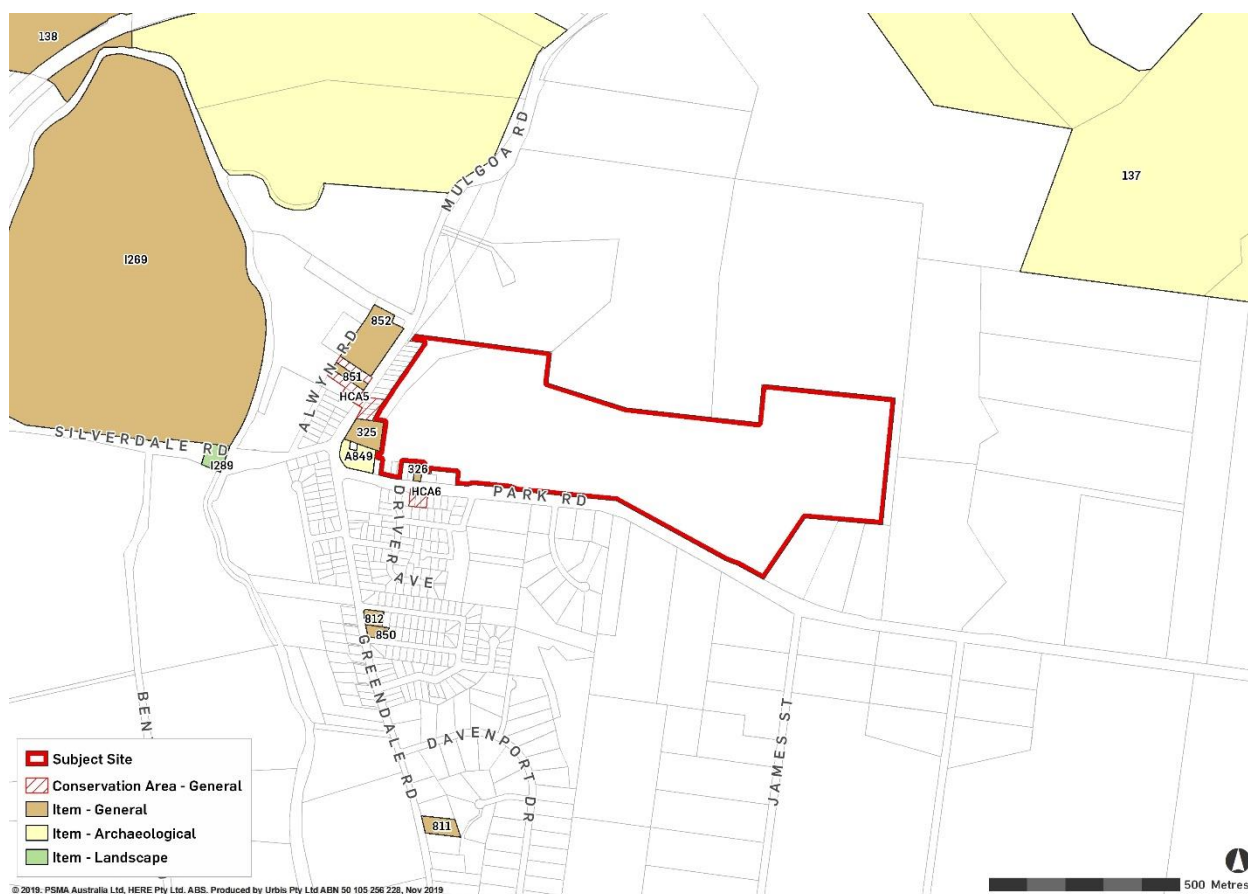 138
MULGOA RD
137
I269
852
ALWYN RD
851
HCA5
325
SILVERDALE RD
A849
I289
326
HCA6
PARK RD
DRIVER AVE
812
850
GREENDALE RD
BEN
DAVENPORT DR
JAMES ST
811
Subject Site
Conservation Area - General
Item - General
Item - Archaeological
Item - Landscape
500 Metres
© 2019. PSMA Australia Ltd, HERE Pty Ltd. ABS. Produced by Urbis Pty Ltd ABN 50 105 256 228, Nov 2019